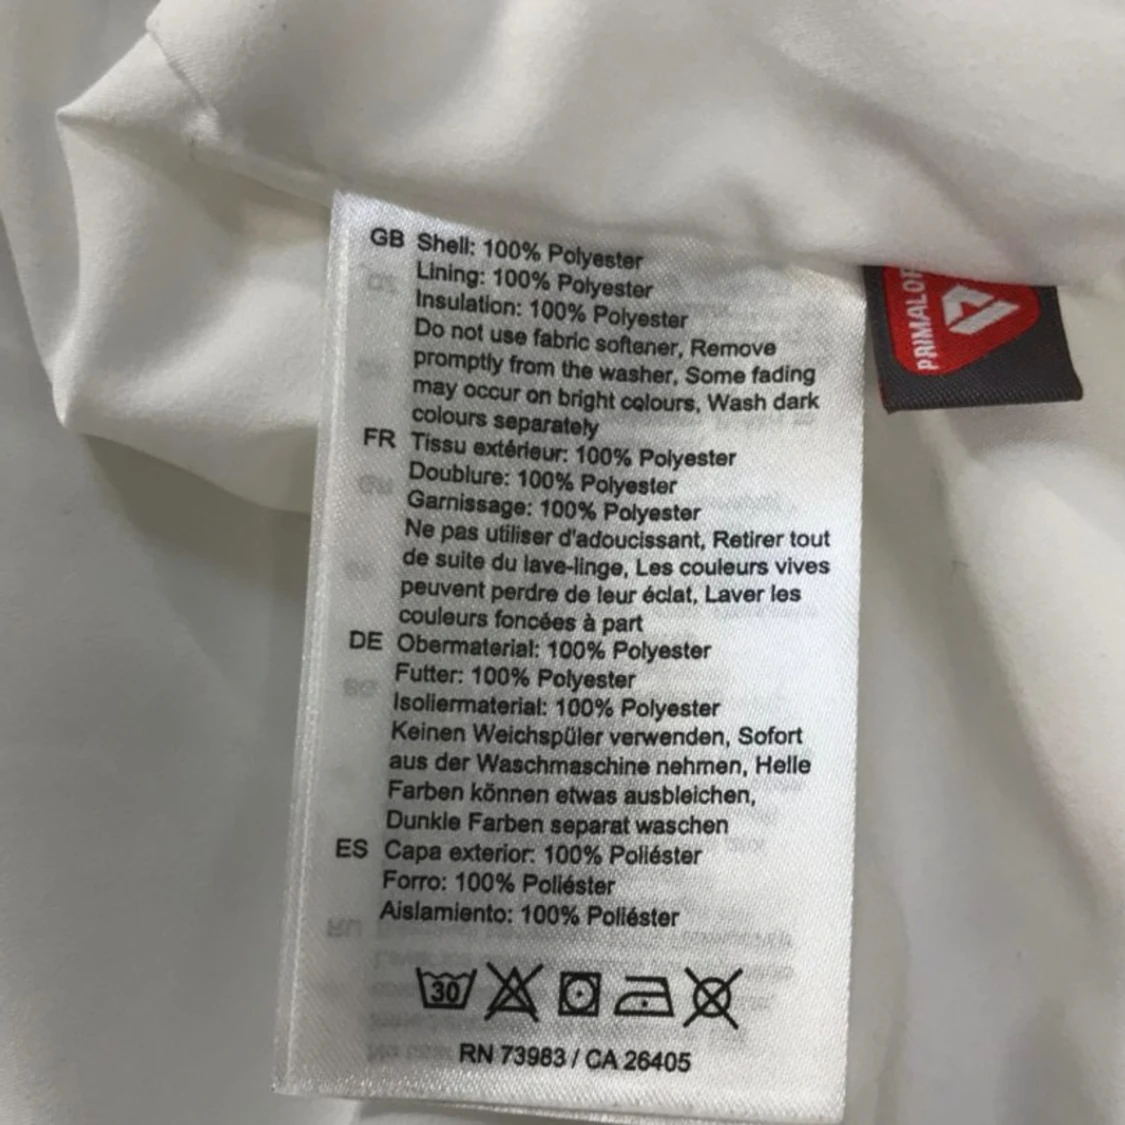 GB Shell: 100% Polyester
Lining: 100% Polyester
Insulation: 100% Polyester
Do not use fabric softener, Remove
promptly from the washer, Some fading
may occur on bright colours, Wash dark
colours separately
FR Tissu extérieur: 100% Polyester
Doublure: 100% Polyester
Garnissage: 100% Polyester
Ne pas utiliser d'adoucissant, Retirer tout
de suite du lave-linge, Les couleurs vives
peuvent perdre de leur éclat, Laver les
couleurs foncées à part
DE Obermaterial: 100% Polyester
Futter: 100% Polyester
Isoliermaterial: 100% Polyester
Keinen Weichspüler verwenden, Sofort
aus der Waschmaschine nehmen, Helle
Farben können etwas ausbleichen,
Dunkle Farben separat waschen
ES Capa exterior: 100% Poliéster
Forro: 100% Poliéster
Aislamiento: 100% Poliéster
30
RN 73983 / CA 26405
PRIMALOF